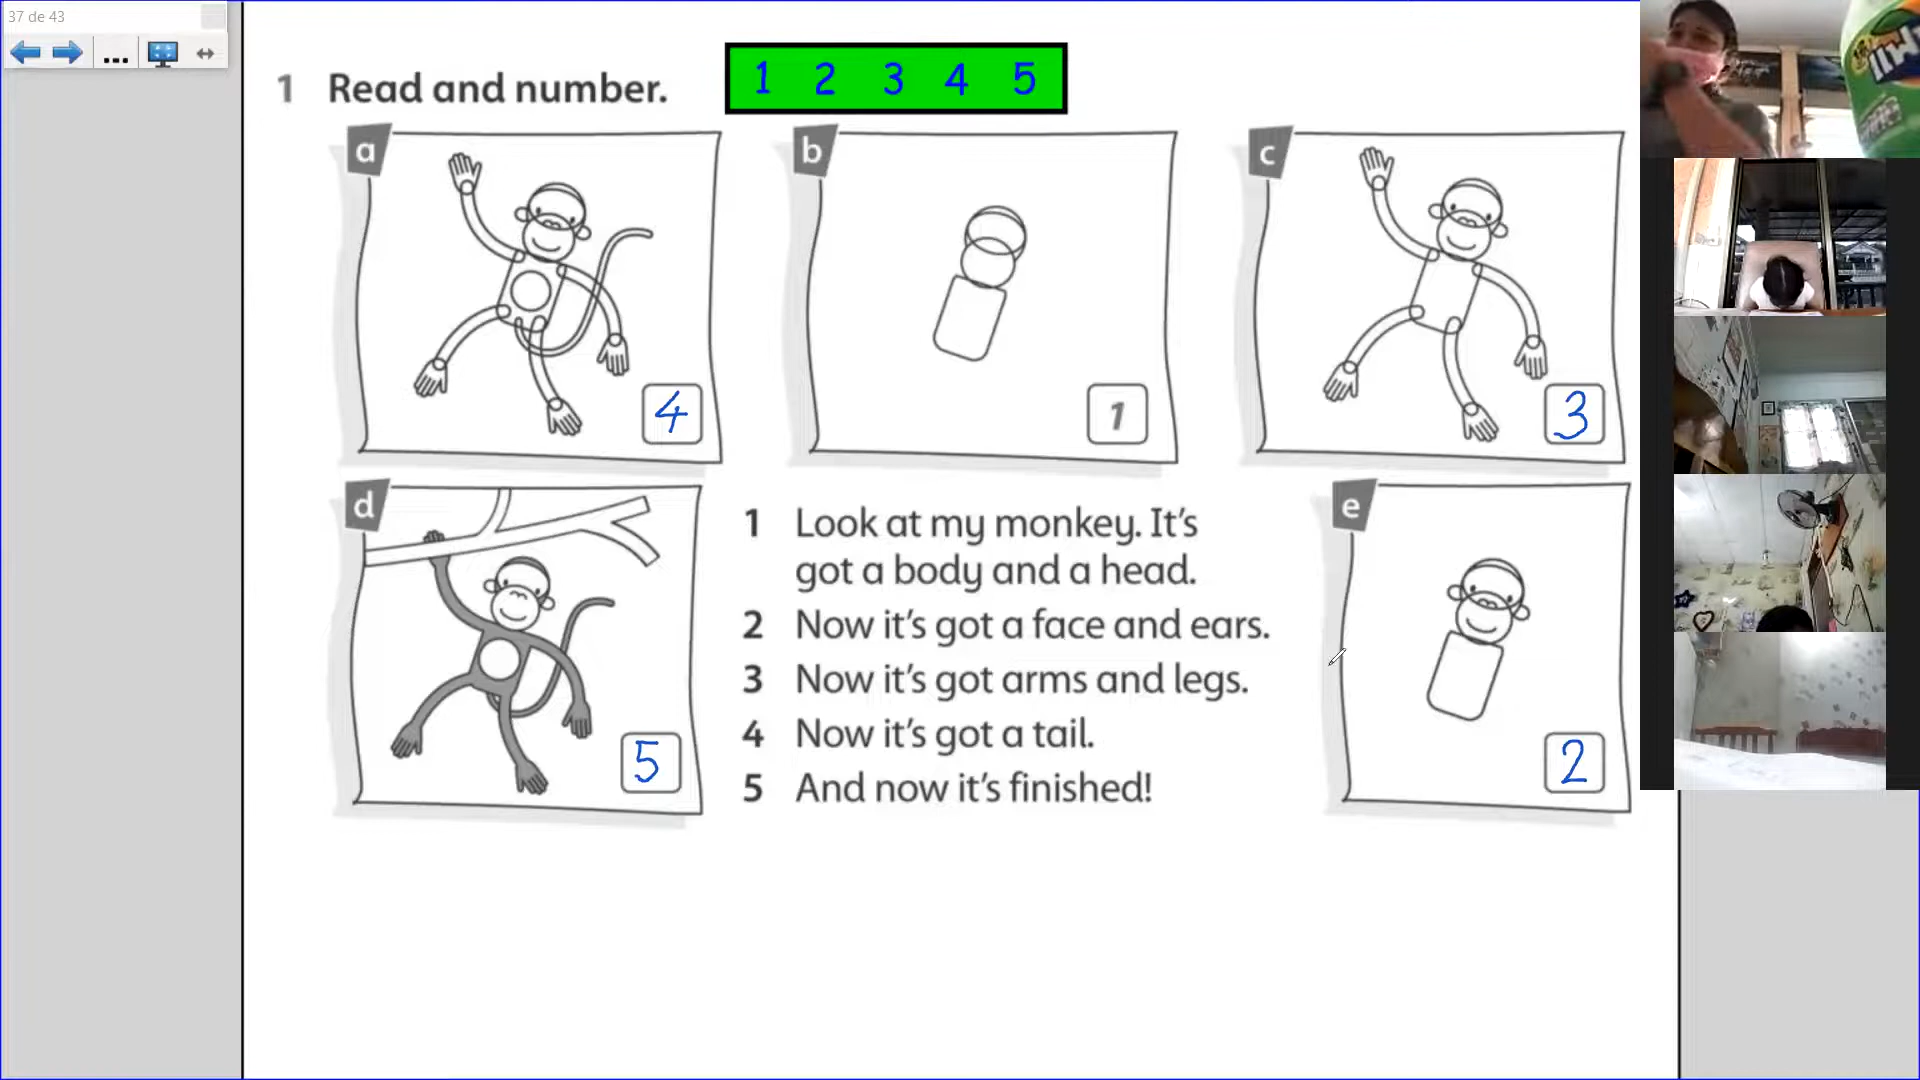 37 de 43
...
1 Read and number.
1 2 3 4 5
a
b
c
4
1
3
d
e
1 Look at my monkey. It's
got a body and a head.
2 Now it's got a face and ears.
3 Now it's got arms and legs.
4 Now it's got a tail.
5 And now it's finished!
5
2